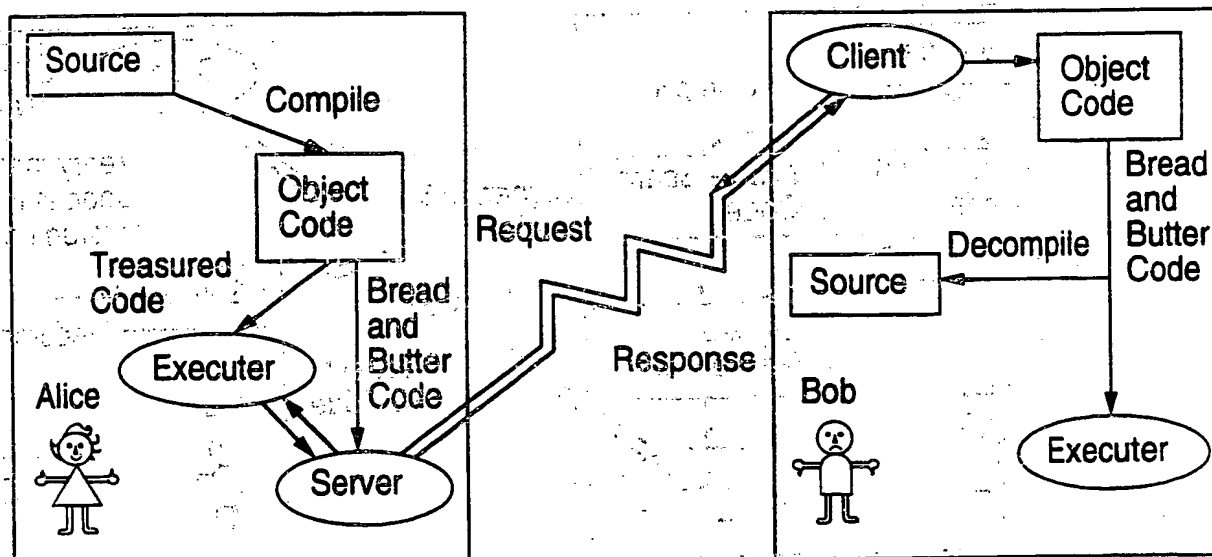 Source
Compile
Object
Code
Treasured
Code
Bread
and
Butter
Code
Executer
Alice
Server
Request
Response
Client
Object
Code
Bread
and
Butter
Code
Decompile
Source
Bob
Executer